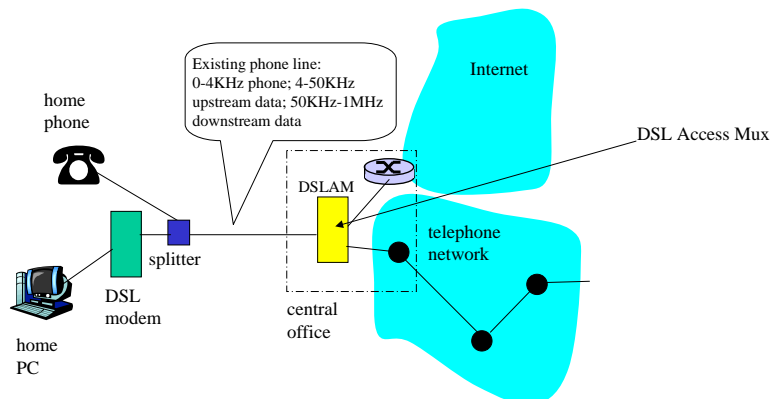 Existing phone line:
0-4KHz phone; 4-50KHz
upstream data; 50KHz-1MHz
downstream data
Internet
home
phone
DSL Access Mux
DSLAM
telephone
network
splitter
DSL
modem
central
office
home
PC